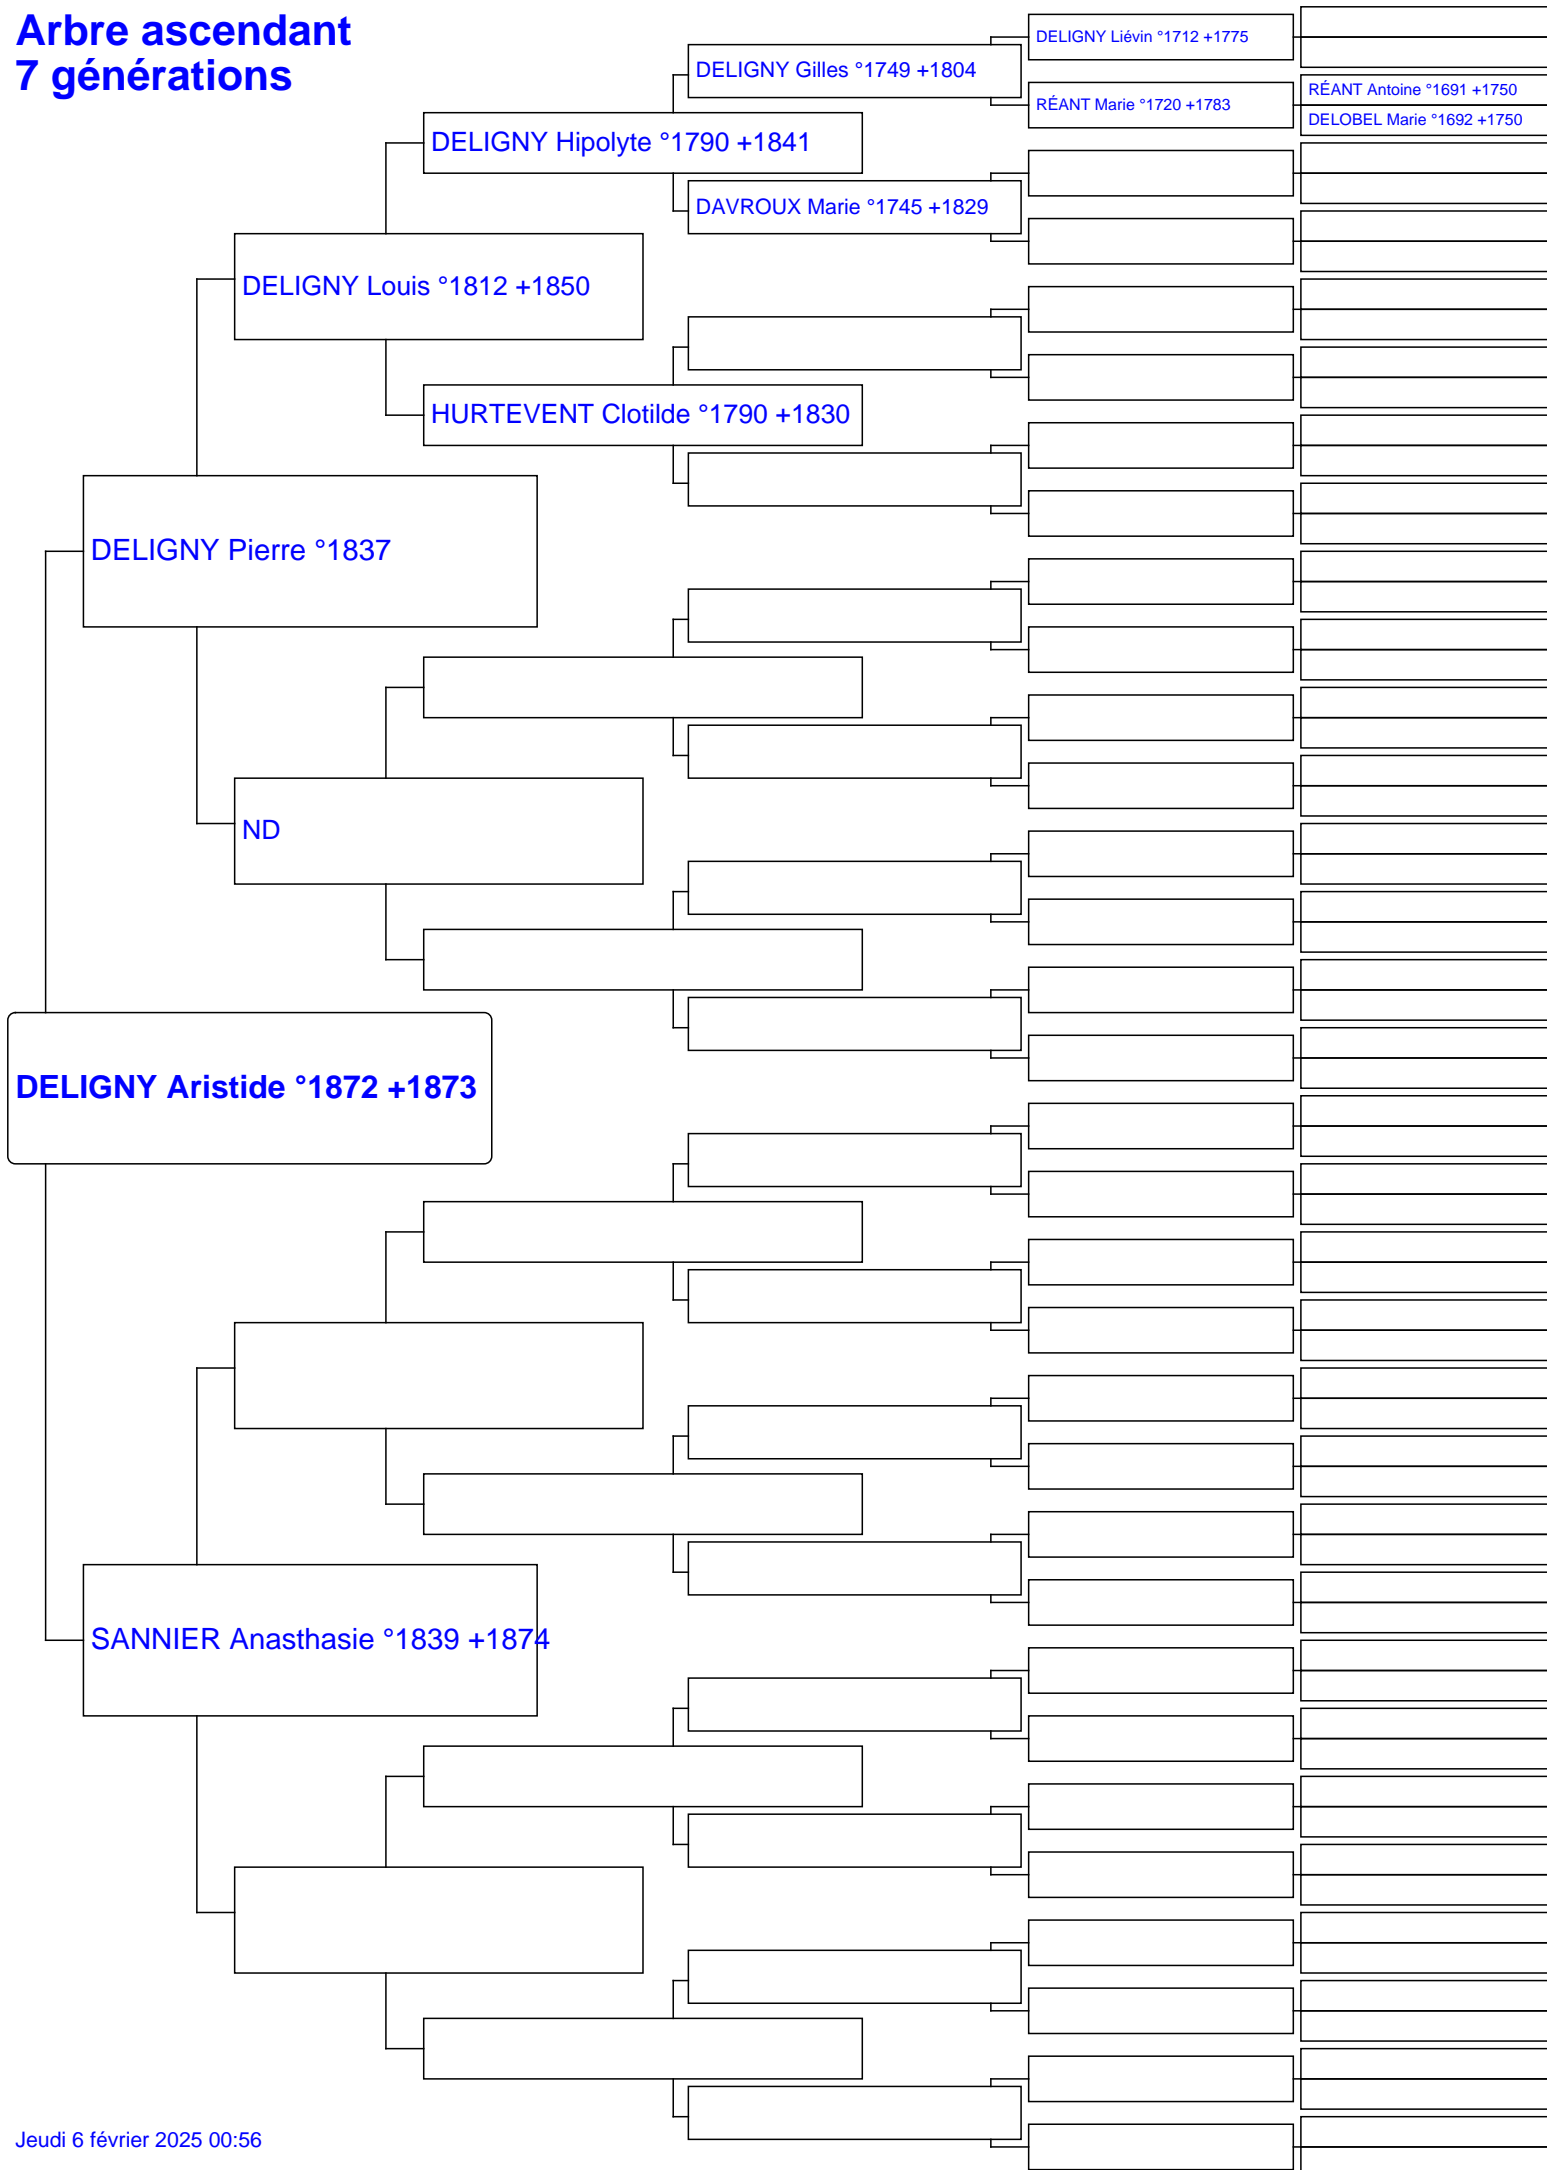 Arbre ascendant
7 générations
DELIGNY Liévin °1712 +1775
DELIGNY Gilles °1749 +1804
RÉANT Antoine °1691 +1750
RÉANT Marie °1720 +1783
DELOBEL Marie °1692 +1750
DELIGNY Hipolyte °1790 +1841
DAVROUX Marie °1745 +1829
DELIGNY Louis °1812 +1850
HURTEVENT Clotilde °1790 +1830
DELIGNY Pierre °1837
ND
DELIGNY Aristide °1872 +1873
SANNIER Anasthasie °1839 +1874
Jeudi 6 février 2025 00:56